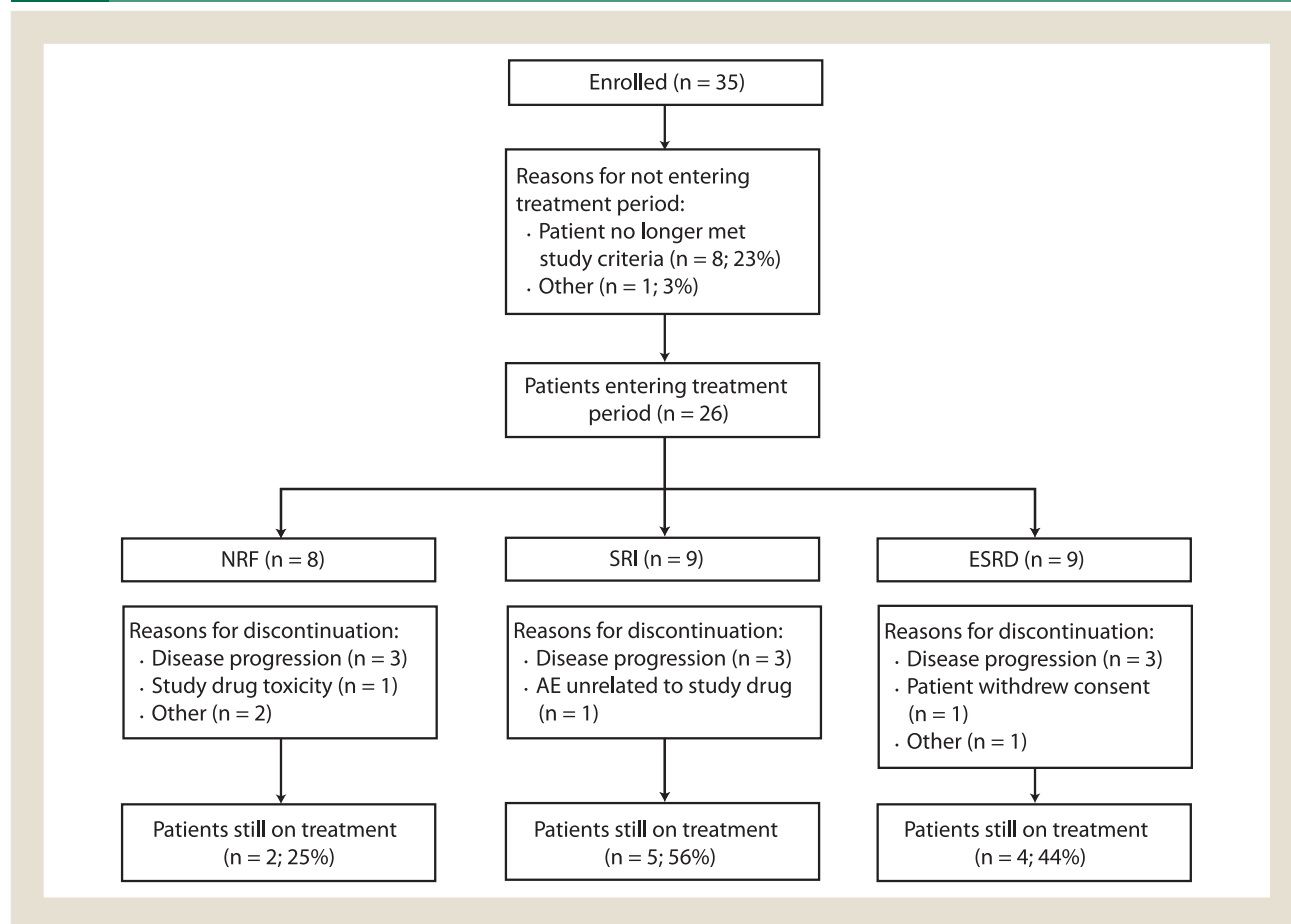 Enrolled (n = 35)
Reasons for not entering
treatment period:
· Patient no longer met
study criteria (n = 8; 23%)
· Other (n = 1; 3%)
Patients entering treatment
period (n = 26)
NRF (n = 8)
SRI (n = 9)
ESRD (n = 9)
Reasons for discontinuation:
· Disease progression (n = 3)
· Study drug toxicity (n = 1)
· Other (n = 2)
Reasons for discontinuation:
· Disease progression (n = 3)
· AE unrelated to study drug
(n = 1)
Reasons for discontinuation:
· Disease progression (n = 3)
· Patient withdrew consent
(n = 1)
· Other (n = 1)
Patients still on treatment
(n = 2; 25%)
Patients still on treatment
(n = 5; 56%)
Patients still on treatment
(n = 4; 44%)